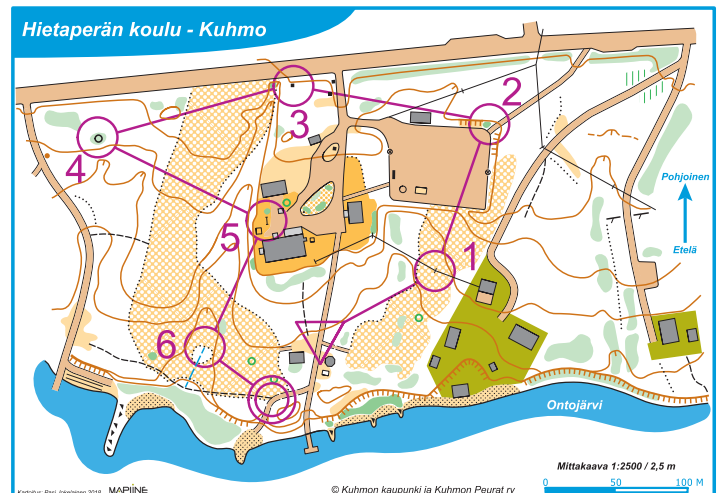 Hietaperän koulu - Kuhmo
2
3
4
Pohjoinen
5
Etelä
1
6
Ontojärvi
Mittakaava 1:2500 / 2,5 m
0 50 100 M
© Kuhmon kaupunki ja Kuhmon Peurat ry